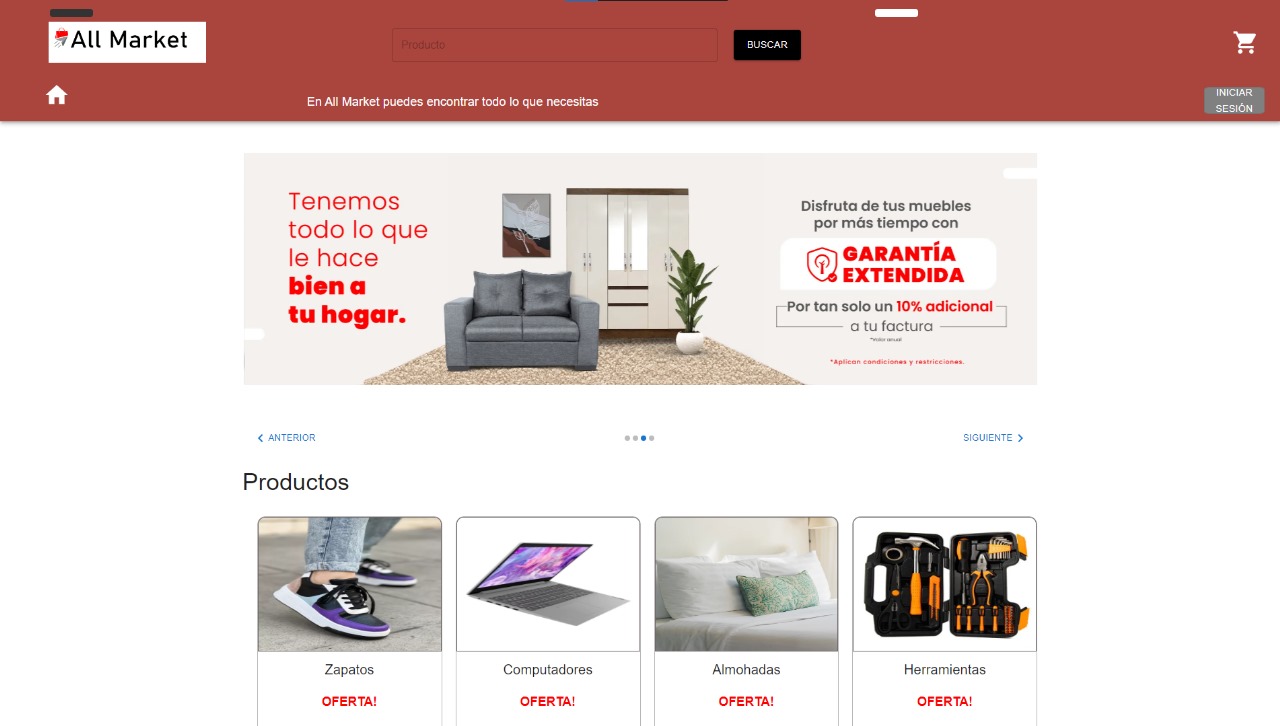 All Market
Producto
BUSCAR
En All Market puedes encontrar todo lo que necesitas
INICIAR
SESIÓN
Tenemos
todo lo que
le hace
bien a
tu hogar.
Disfruta de tus muebles
por más tiempo con
GARANTÍA
EXTENDIDA
Por tan solo un 10% adicional
a tu factura
*Valor anual
*Aplican condiciones y restricciones.
ANTERIOR
SIGUIENTE
Productos
Zapatos
Computadores
Almohadas
Herramientas
OFERTA!
OFERTA!
OFERTA!
OFERTA!